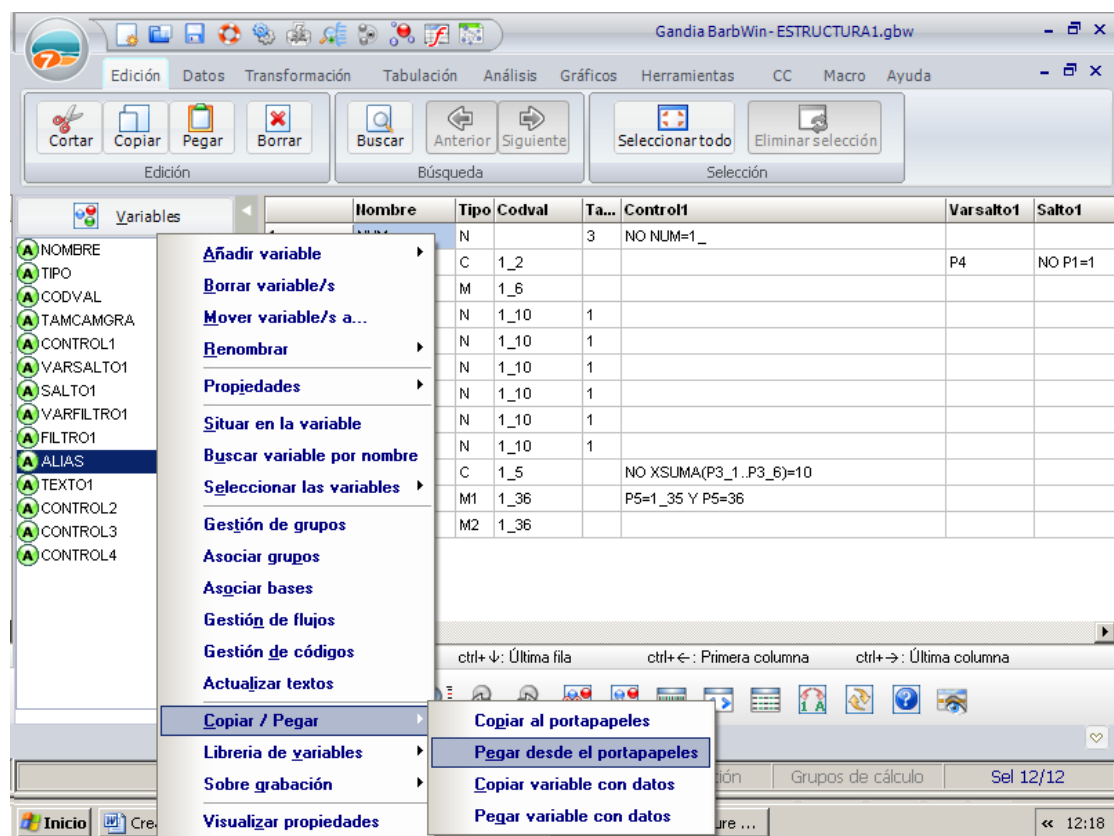 Gandia BarbWin - ESTRUCTURA1.gbw
7
Edición Datos Transformación Tabulación Análisis Gráficos Herramientas CC Macro Ayuda
Cortar Copiar Pegar Borrar Buscar Anterior Siguiente Seleccionar todo Eliminar selección
Edición Búsqueda Selección
Variables
Nombre Tipo Codval Ta... Control1 Varsalto1 Salto1
N 3 NO NUM=1_
C 1_2 P4 NO P1=1
M 1_6
N 1_10 1
N 1_10 1
N 1_10 1
N 1_10 1
N 1_10 1
N 1_10 1
C 1_5 NO XSUMA(P3_1..P3_6)=10
M1 1_36 P5=1_35 Y P5=36
M2 1_36
NOMBRE
TIPO
CODVAL
TAMCAMGRA
CONTROL1
VARSALTO1
SALTO1
VARFILTRO1
FILTRO1
ALIAS
TEXTO1
CONTROL2
CONTROL3
CONTROL4
Añadir variable
Borrar variable/s
Mover variable/s a...
Renombrar
Propiedades
Situar en la variable
Buscar variable por nombre
Seleccionar las variables
Gestión de grupos
Asociar grupos
Asociar bases
Gestión de flujos
Gestión de códigos
Actualizar textos
Copiar / Pegar
Libreria de variables
Sobre grabación
Visualizar propiedades
Copiar al portapapeles
Pegar desde el portapapeles
Copiar variable con datos
Pegar variable con datos
ctrl+↓: Última fila ctrl+←: Primera columna ctrl+→: Última columna
ión Grupos de cálculo Sel 12/12
Inicio Cre ure ... « 12:18